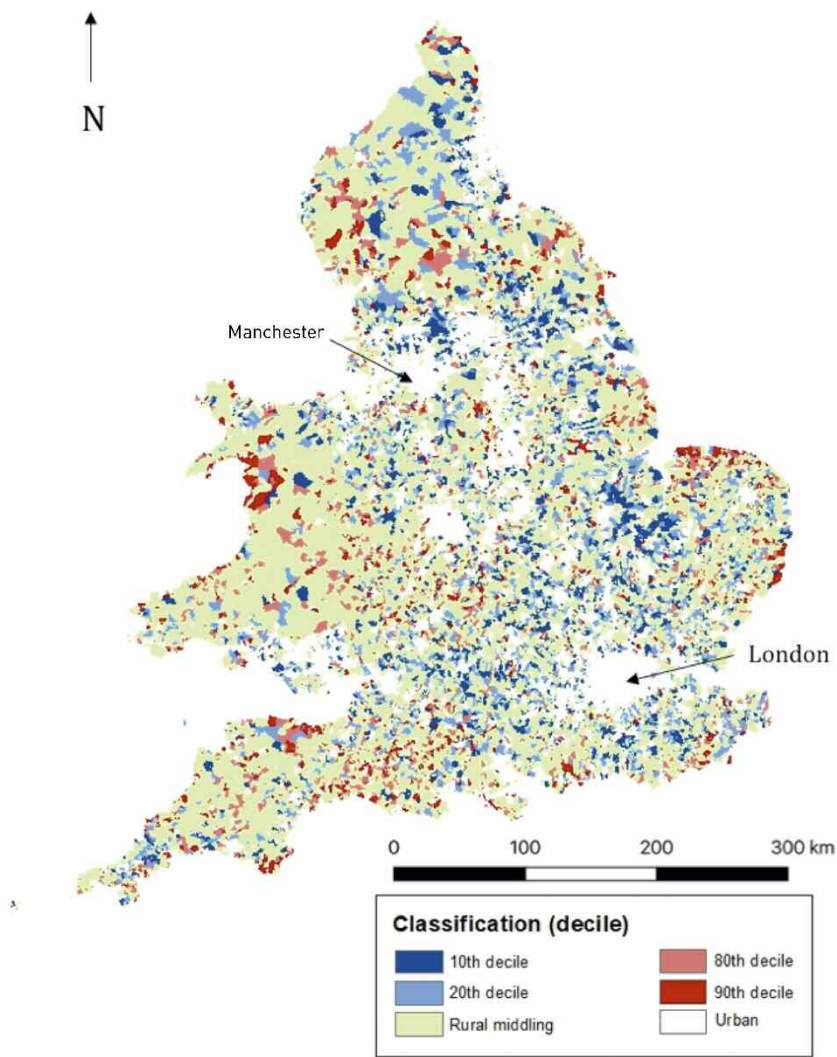 N
Manchester
London
0 100 200 300 km
Classification (decile)
10th decile 80th decile
20th decile 90th decile
Rural middling Urban